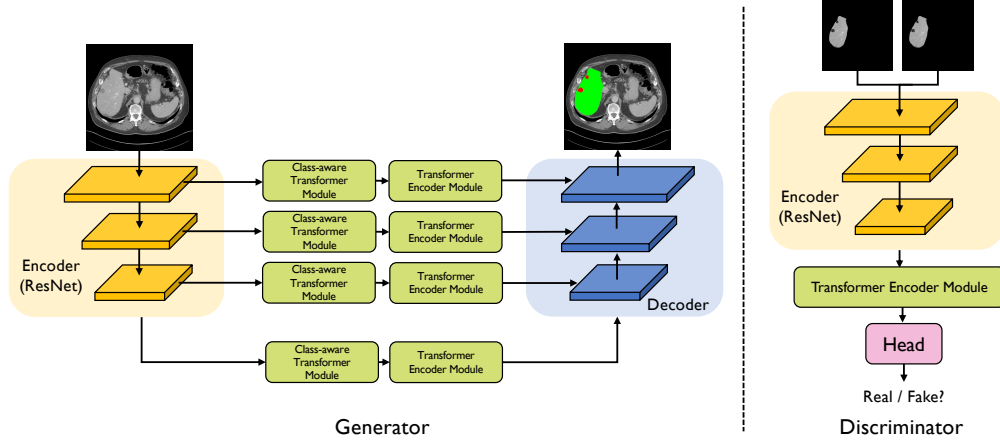 Class-aware
Transformer
Module
Transformer
Encoder Module
Class-aware
Transformer
Module
Transformer
Encoder Module
Encoder
(ResNet)
Class-aware
Transformer
Module
Transformer
Encoder Module
Decoder
Class-aware
Transformer
Module
Transformer
Encoder Module
Generator
Encoder
(ResNet)
Transformer Encoder Module
Head
Real / Fake?
Discriminator